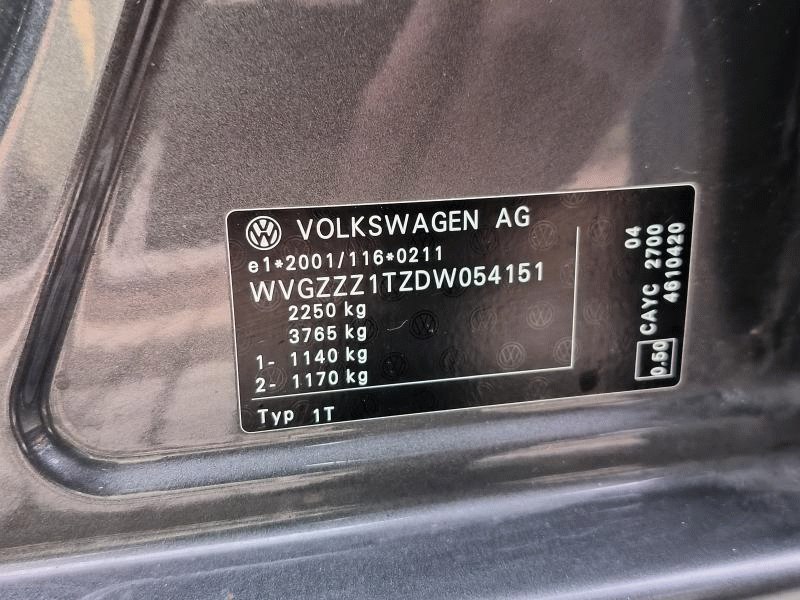 VOLKSWAGEN AG
e1*2001/116*0211
WVGZZZ1TZDW054151
2250 kg
3765 kg
1- 1140 kg
2- 1170 kg
Typ 1T
04
CAYC 2700
4610420
0.50